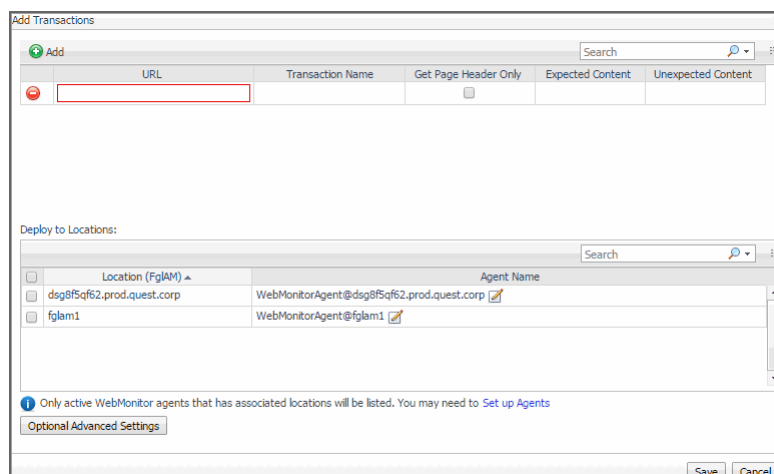 Add Transactions
Add
Search
URL Transaction Name Get Page Header Only Expected Content Unexpected Content
Deploy to Locations:
Search
Location (FglAM) Agent Name
dsg8f5qf62.prod.quest.corp WebMonitorAgent@dsg8f5qf62.prod.quest.corp
fglam1 WebMonitorAgent@fglam1
Only active WebMonitor agents that has associated locations will be listed. You may need to Set up Agents
Optional Advanced Settings
Save Cancel